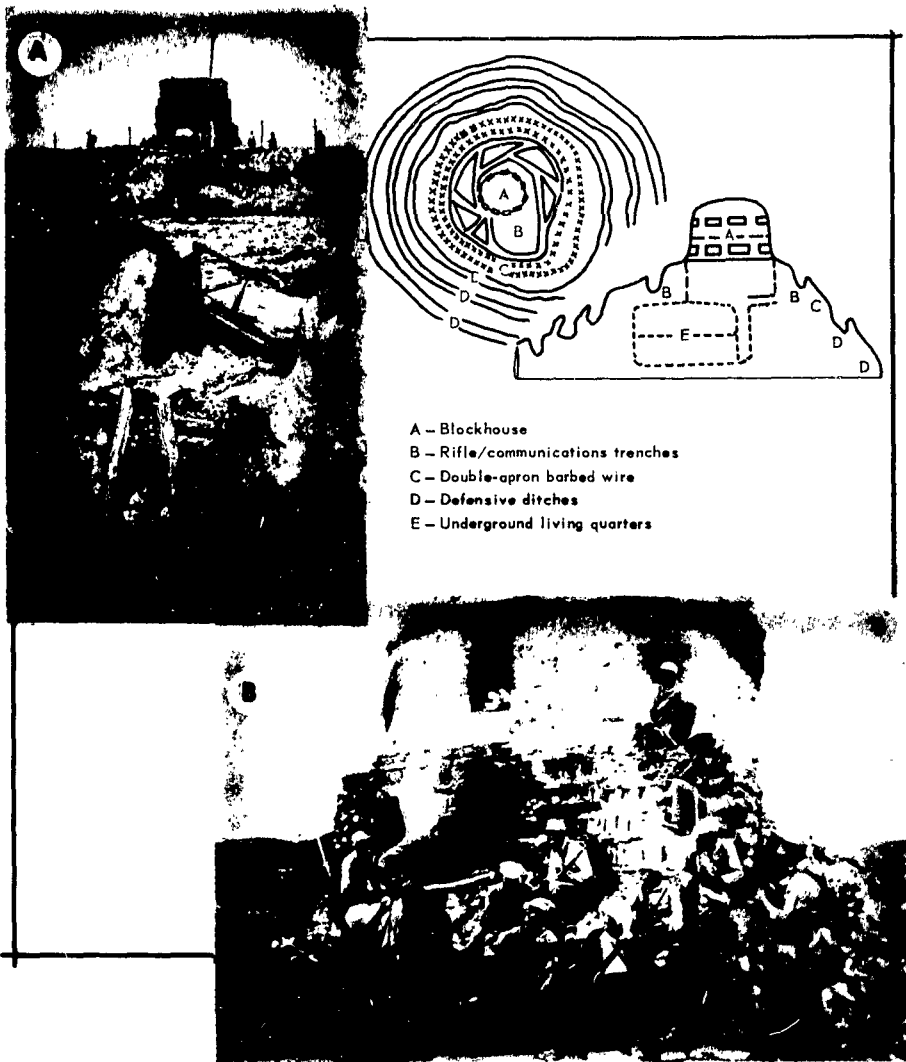 A
A
B
C
D
D
D
A
B
B
C
E
D
D
A – Blockhouse
B – Rifle/communications trenches
C – Double-apron barbed wire
D – Defensive ditches
E – Underground living quarters
B